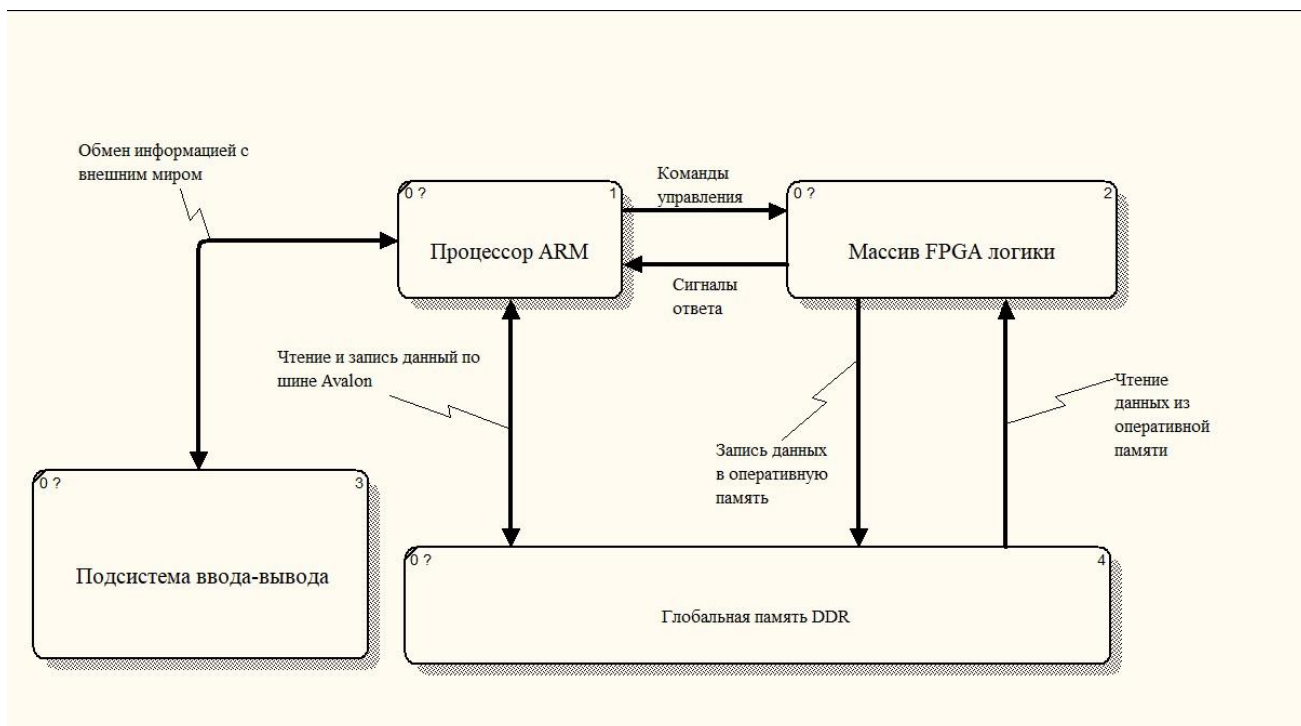 Обмен информацией с
внешним миром
Команды
управления
0 ?
1
Процессор ARM
0 ?
2
Массив FPGA логики
Сигналы
ответа
Чтение и запись данный по
шине Avalon
Чтение
данных из
оперативной
памяти
Запись данных
в оперативную
память
0 ?
3
Подсистема ввода-вывода
0 ?
4
Глобальная память DDR